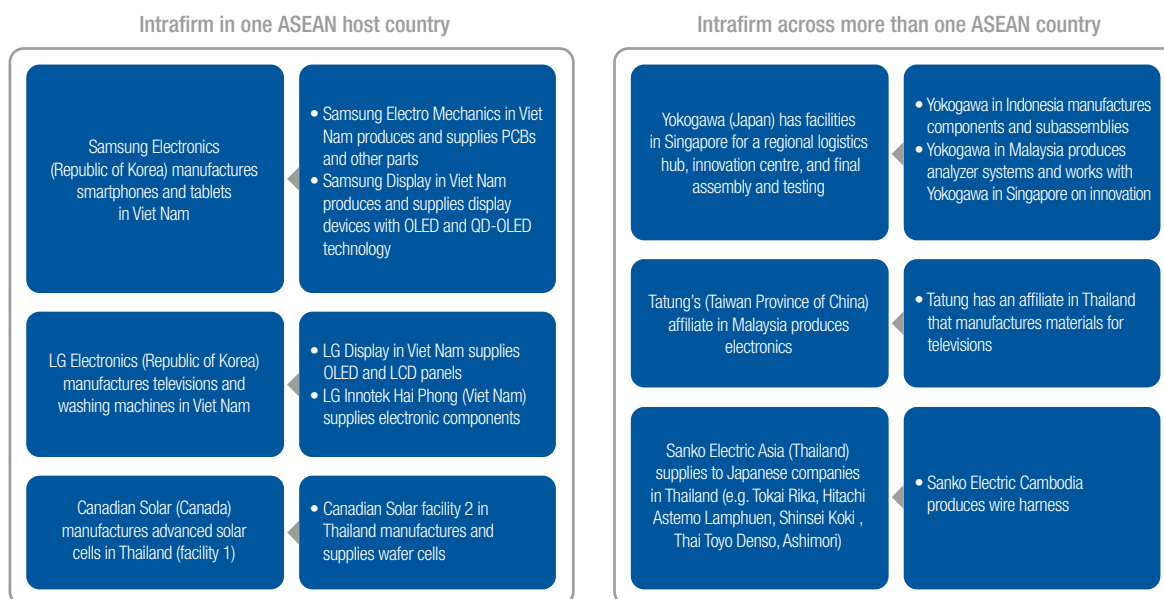 Intrafirm in one ASEAN host country
Samsung Electronics
(Republic of Korea) manufactures
smartphones and tablets
in Viet Nam
• Samsung Electro Mechanics in Viet
Nam produces and supplies PCBs
and other parts
• Samsung Display in Viet Nam
produces and supplies display
devices with OLED and QD-OLED
technology
LG Electronics (Republic of Korea)
manufactures televisions and
washing machines in Viet Nam
• LG Display in Viet Nam supplies
OLED and LCD panels
• LG Innotek Hai Phong (Viet Nam)
supplies electronic components
Canadian Solar (Canada)
manufactures advanced solar
cells in Thailand (facility 1)
• Canadian Solar facility 2 in
Thailand manufactures and
supplies wafer cells
Intrafirm across more than one ASEAN country
Yokogawa (Japan) has facilities
in Singapore for a regional logistics
hub, innovation centre, and final
assembly and testing
• Yokogawa in Indonesia manufactures
components and subassemblies
• Yokogawa in Malaysia produces
analyzer systems and works with
Yokogawa in Singapore on innovation
Tatung's (Taiwan Province of China)
affiliate in Malaysia produces
electronics
• Tatung has an affiliate in Thailand
that manufactures materials for
televisions
Sanko Electric Asia (Thailand)
supplies to Japanese companies
in Thailand (e.g. Tokai Rika, Hitachi
Astemo Lamphuen, Shinsei Koki ,
Thai Toyo Denso, Ashimori)
• Sanko Electric Cambodia
produces wire harness